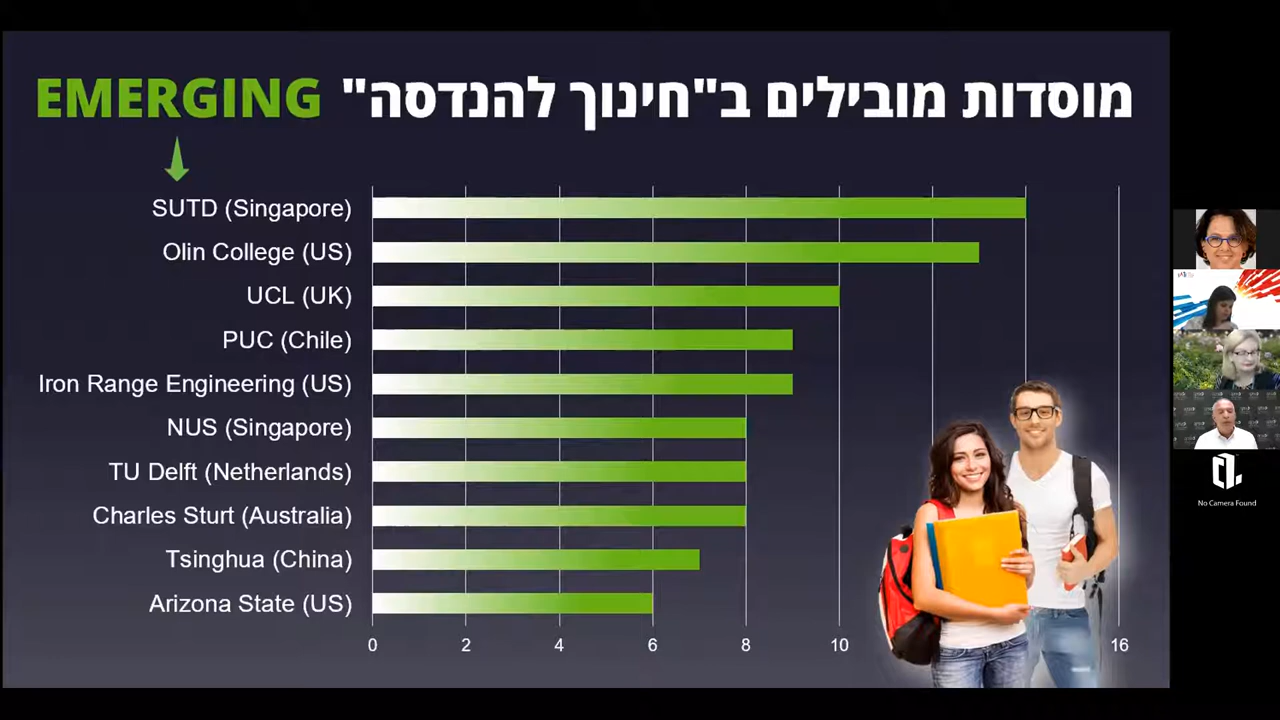 מוסדות מובילים ב"חינוך להנדסה" EMERGING
SUTD (Singapore)
Olin College (US)
UCL (UK)
PUC (Chile)
Iron Range Engineering (US)
NUS (Singapore)
TU Delft (Netherlands)
Charles Sturt (Australia)
Tsinghua (China)
Arizona State (US)
0 2 4 6 8 10 16
No Camera Found